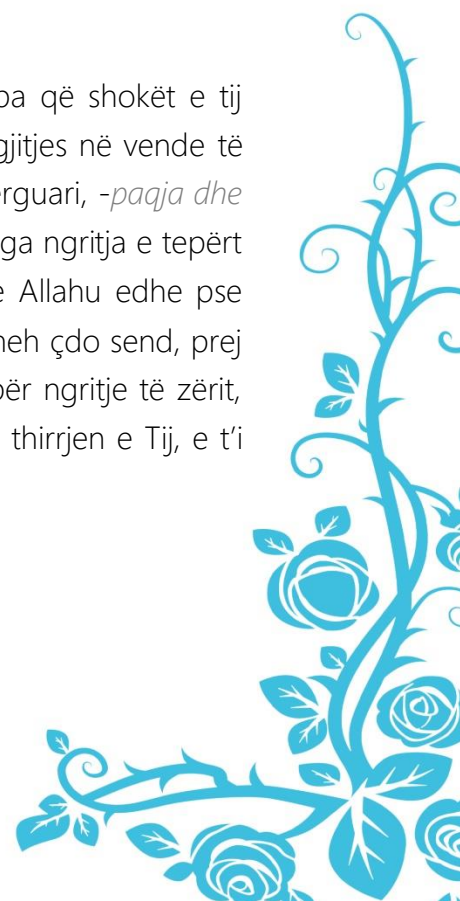 pa që shokët e tij
gjitjes në vende të
erguari, -paqja dhe
ga ngritja e tepërt
e Allahu edhe pse
heh çdo send, prej
për ngritje të zërit,
thirrjen e Tij, e t’i